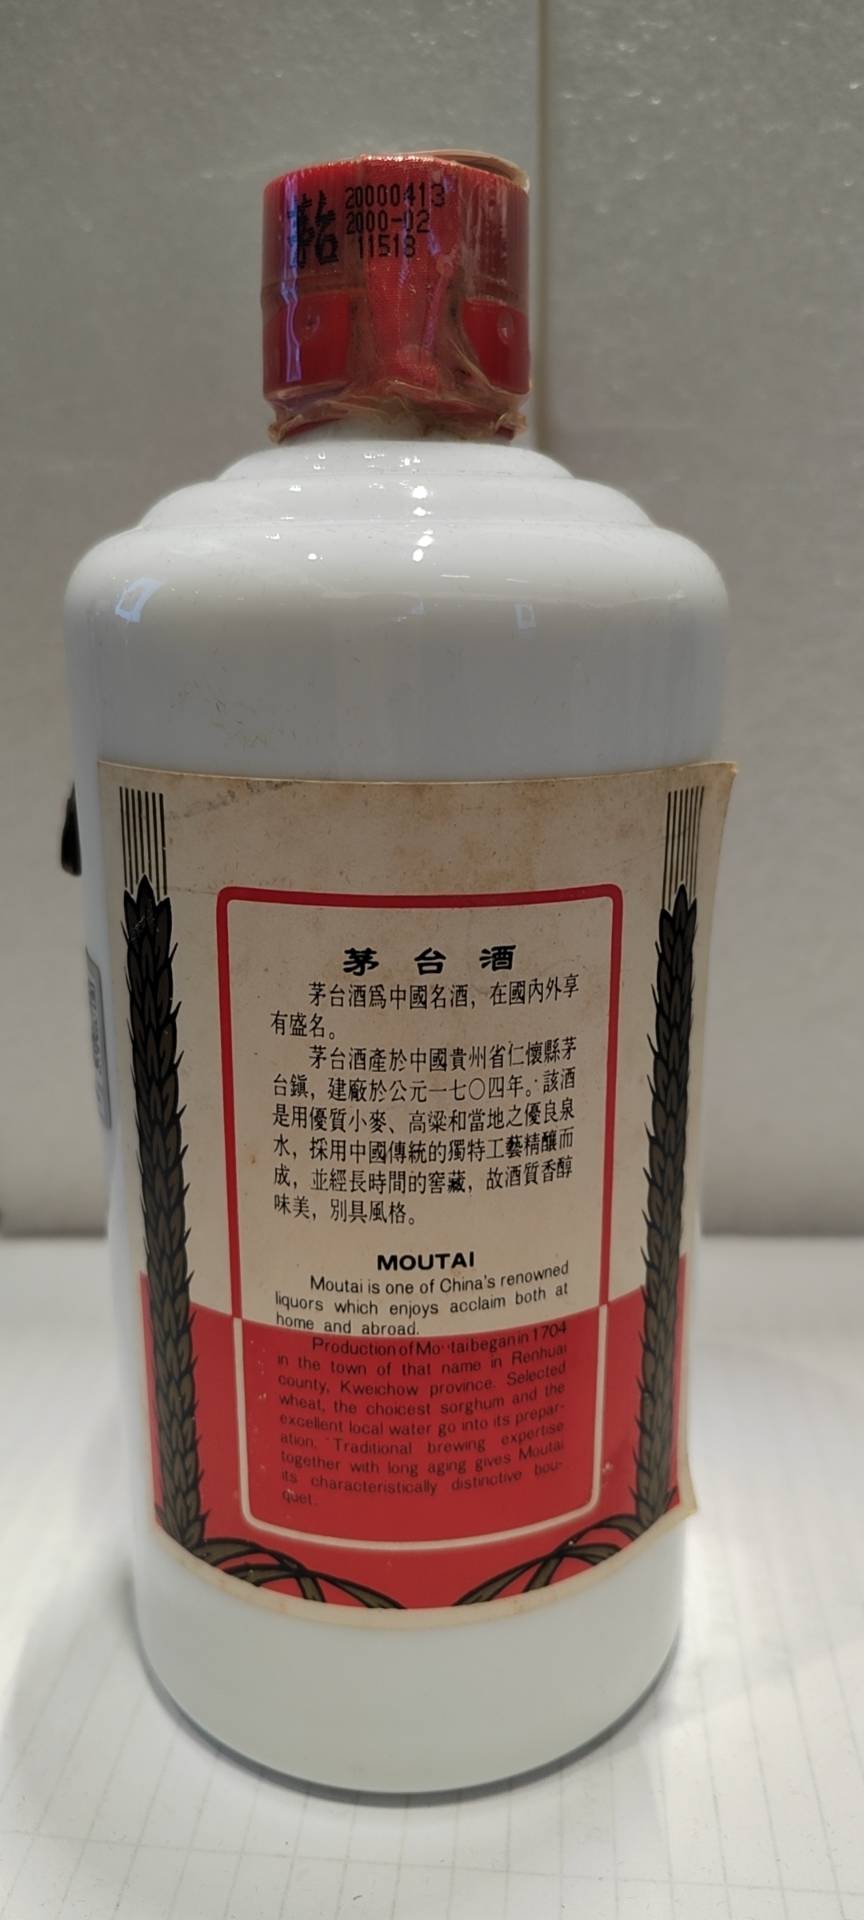 茅台
20000413
2000-02
11518
茅台酒
茅台酒爲中國名酒，在國內外享
有盛名。
茅台酒產於中國貴州省仁懷縣茅
台鎮，建廠於公元一七〇四年。該酒
是用優質小麥、高粱和當地之優良泉
水，採用中國傳統的獨特工藝精釀而
成，並經長時間的窖藏，故酒質香醇
味美，別具風格。
MOUTAI
Moutai is one of China's renowned
liquors which enjoys acclaim both at
home and abroad.
Production of Moutai began in 1704
in the town of that name in Renhuai
county, Kweichow province. Selected
wheat, the choicest sorghum and the
excellent local water go into its prepar-
ation. Traditional brewing expertise
together with long aging gives Moutai
its characteristically distinctive bou-
quet.